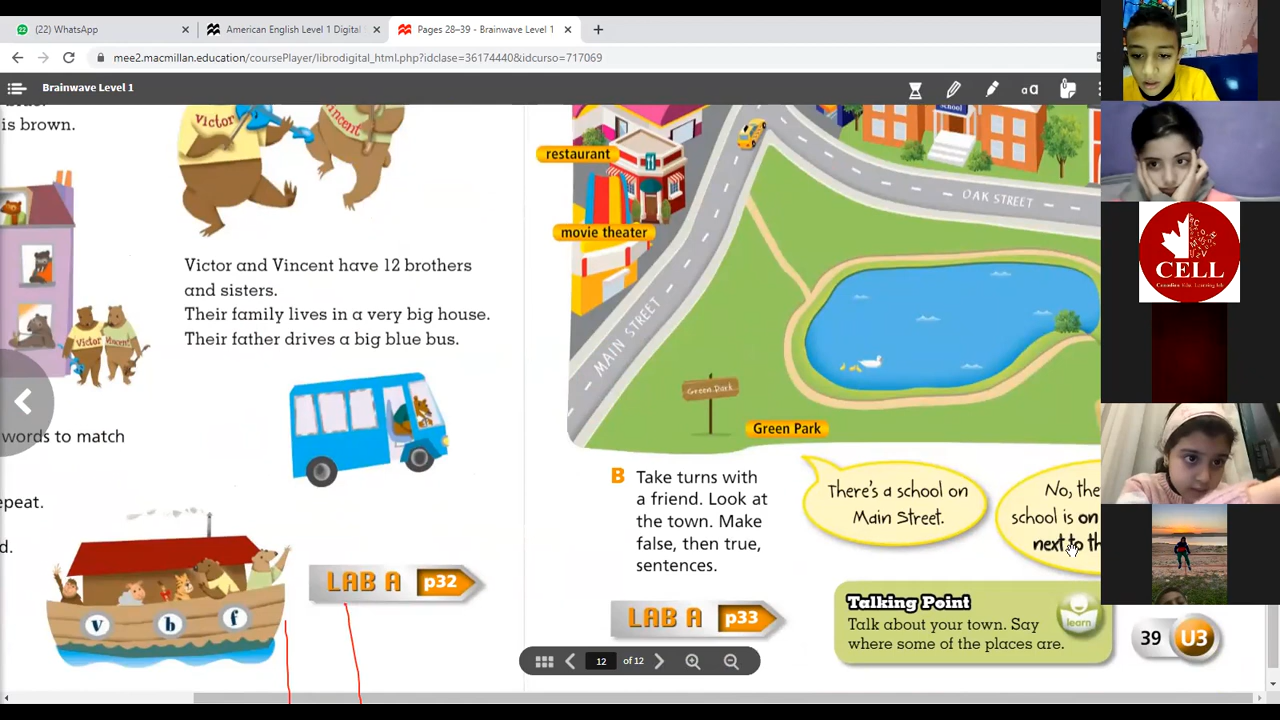 (22) WhatsApp
American English Level 1 Digital
Pages 28–39 - Brainwave Level 1
mee2.macmillan.education/coursePlayer/librodigital_html.php?idclase=36174440&idcurso=717069
Brainwave Level 1
aa
is brown.
Victor
Vincent
Victor
Vincent
Victor and Vincent have 12 brothers
and sisters.
Their family lives in a very big house.
Their father drives a big blue bus.
words to match
epeat.
d.
v b f
LAB A p32
restaurant
movie theater
School
OAK STREET
MAIN STREET
Green Park
Green Park
B Take turns with
a friend. Look at
the town. Make
false, then true,
sentences.
There's a school on
Main Street.
No, the
school is on
next to th
LAB A p33
Talking Point
Talk about your town. Say
where some of the places are.
learn
39 U3
12 of 12
CELL